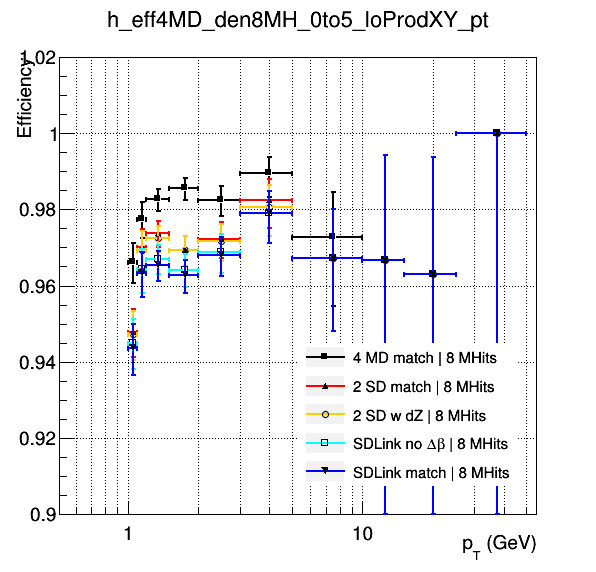 h_eff4MD_den8MH_0to5_loProdXY_pt
Efficiency
1.02
1
0.98
0.96
0.94
0.92
0.9
4 MD match | 8 MHits
2 SD match | 8 MHits
2 SD w dZ | 8 MHits
SDLink no Δβ | 8 MHits
SDLink match | 8 MHits
1
10
p_T (GeV)